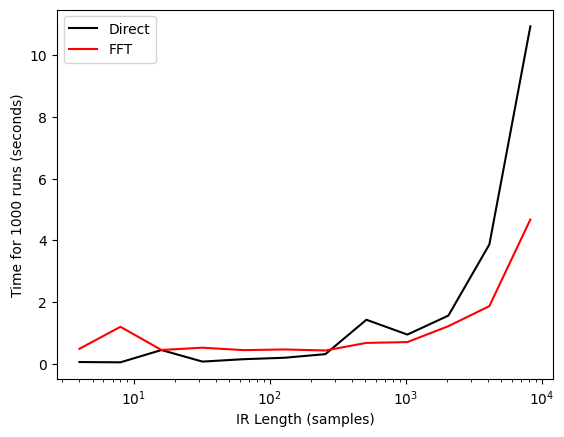 Direct
FFT
10
8
6
4
2
0
Time for 1000 runs (seconds)
10¹
10²
10³
10⁴
IR Length (samples)